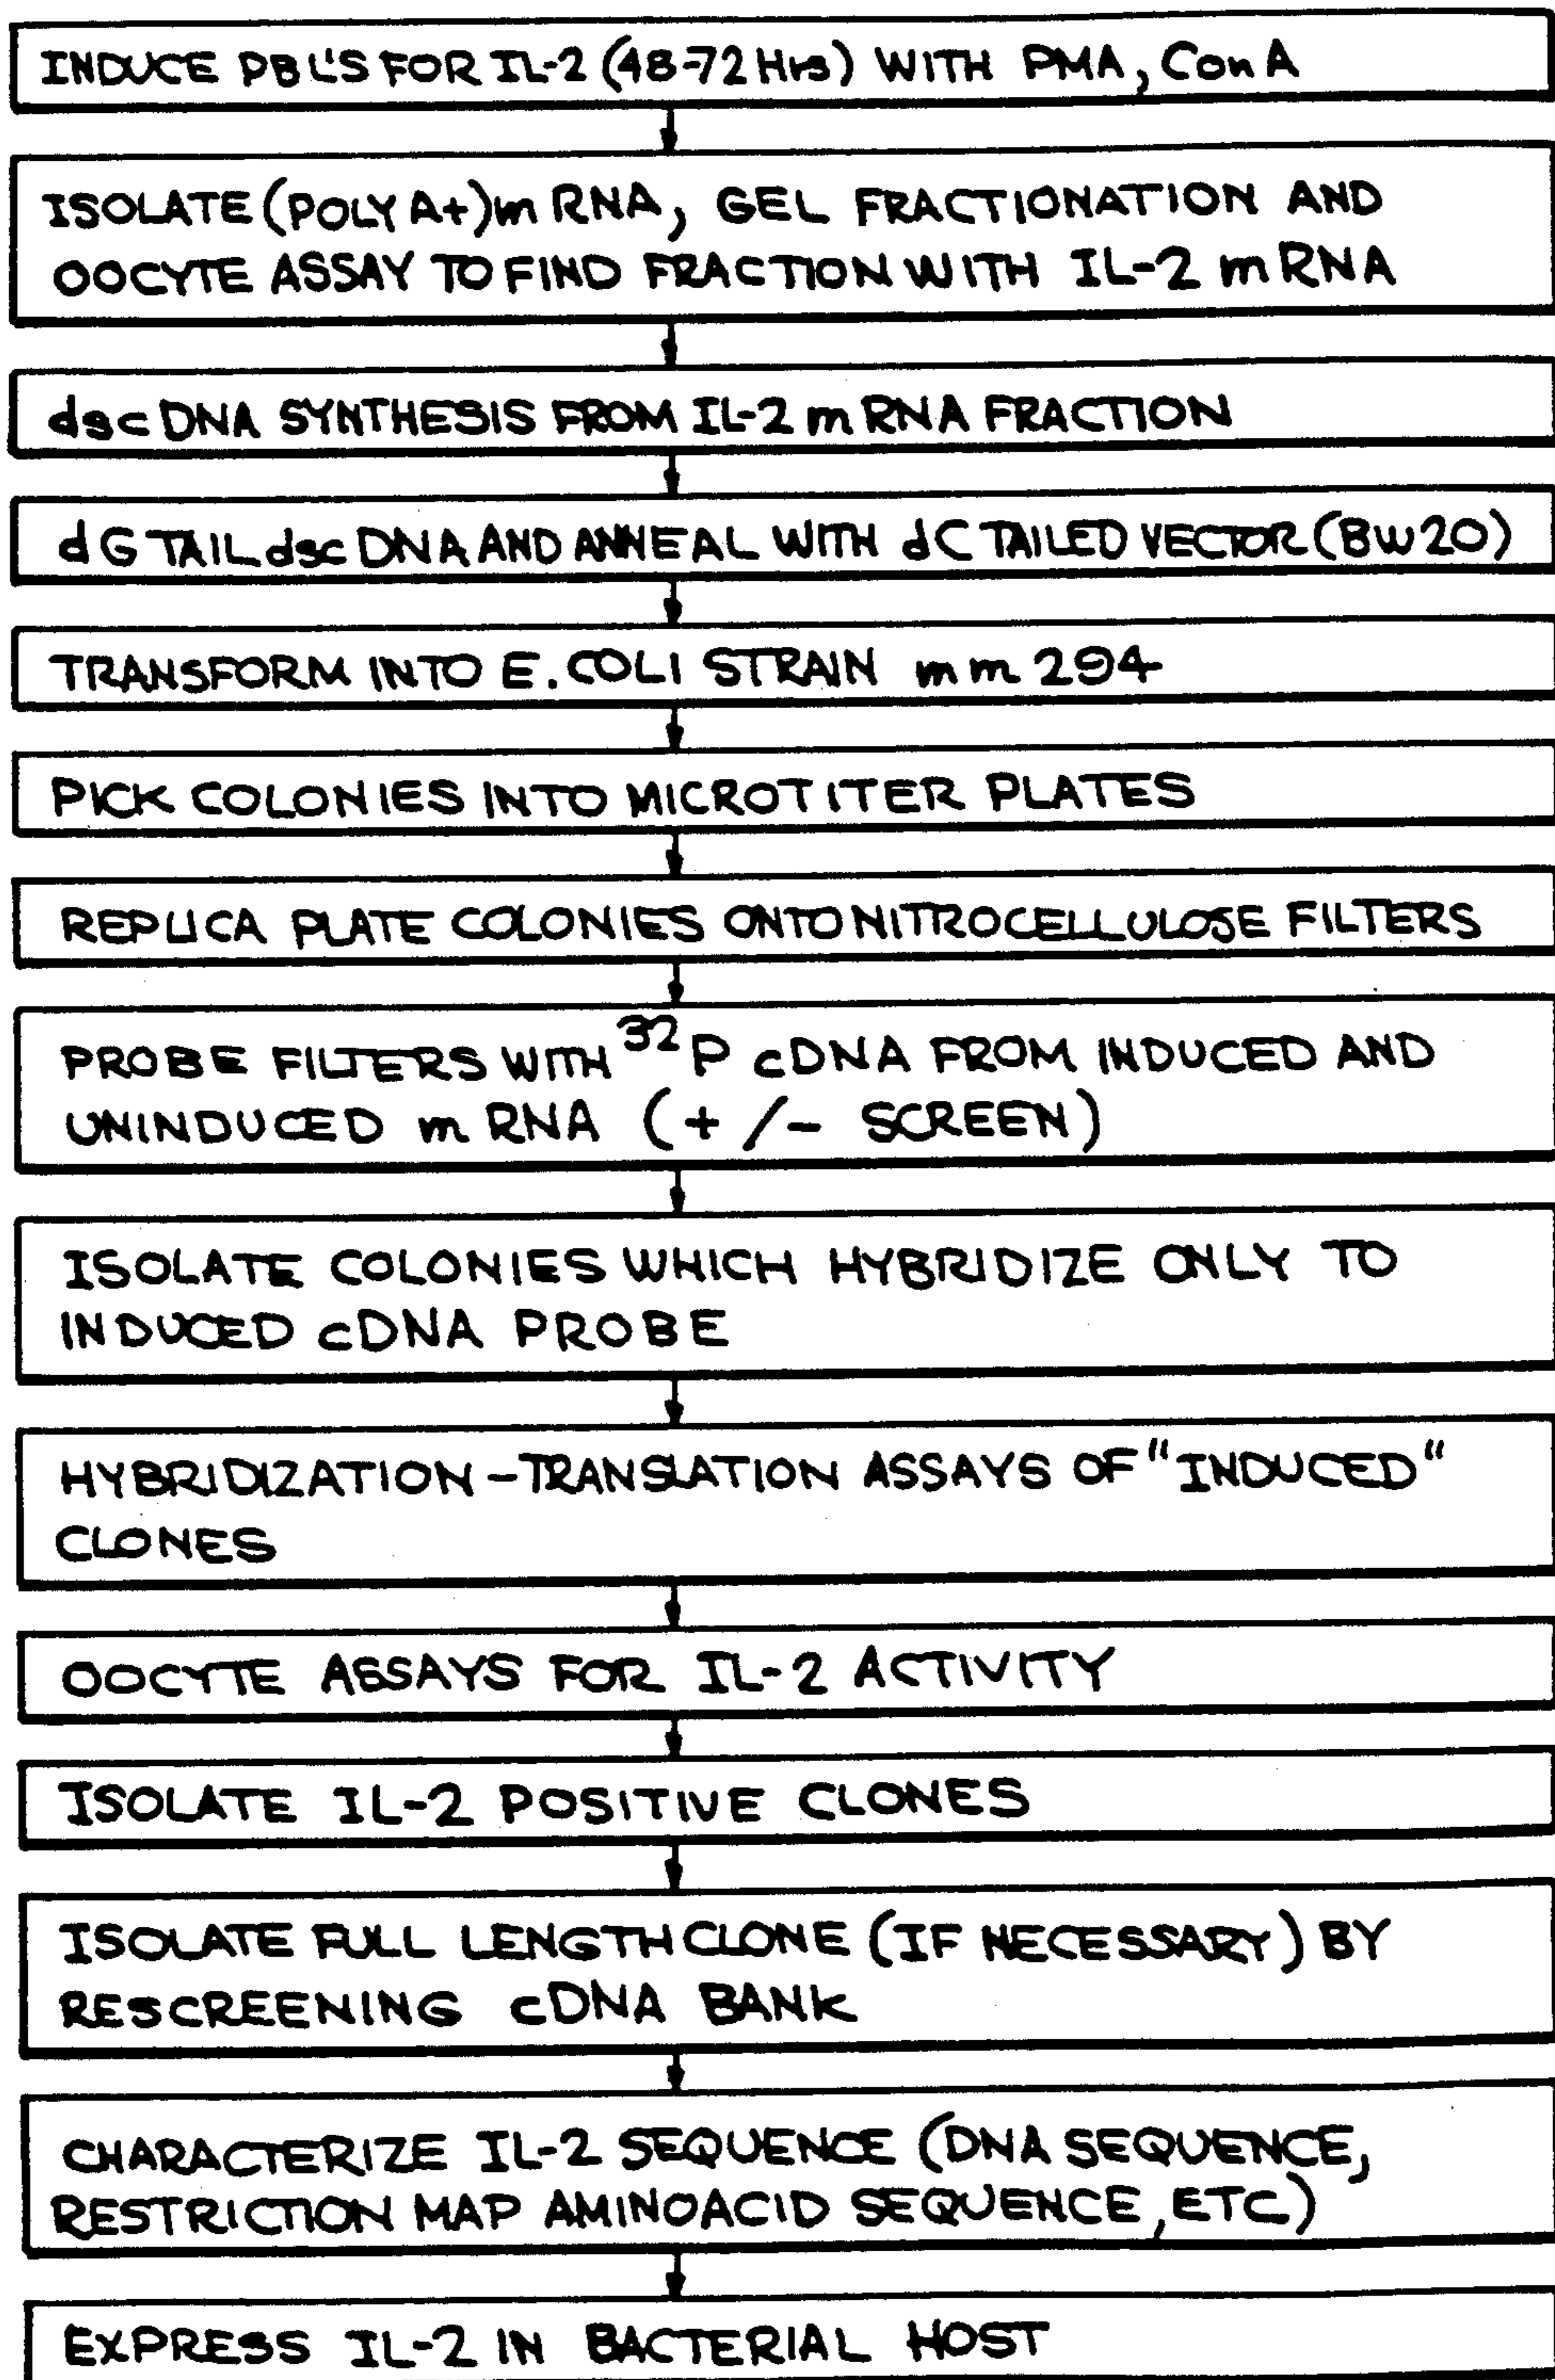 INDUCE PBL'S FOR IL-2 (48-72 Hrs) WITH PMA, Con A
ISOLATE (POLY A+) m RNA, GEL FRACTIONATION AND
OOCYTE ASSAY TO FIND FRACTION WITH IL-2 mRNA
dsc DNA SYNTHESIS FROM IL-2 mRNA FRACTION
dG TAIL dsc DNA AND ANNEAL WITH dC TAILED VECTOR (BW20)
TRANSFORM INTO E. COLI STRAIN mm 294
PICK COLONIES INTO MICROTITER PLATES
REPLICA PLATE COLONIES ONTO NITROCELLULOSE FILTERS
PROBE FILTERS WITH ³²P cDNA FROM INDUCED AND
UNINDUCED mRNA (+/- SCREEN)
ISOLATE COLONIES WHICH HYBRIDIZE ONLY TO
INDUCED cDNA PROBE
HYBRIDIZATION-TRANSLATION ASSAYS OF "INDUCED"
CLONES
OOCYTE ASSAYS FOR IL-2 ACTIVITY
ISOLATE IL-2 POSITIVE CLONES
ISOLATE FULL LENGTH CLONE (IF NECESSARY) BY
RESCREENING cDNA BANK
CHARACTERIZE IL-2 SEQUENCE (DNA SEQUENCE,
RESTRICTION MAP AMINOACID SEQUENCE, ETC)
EXPRESS IL-2 IN BACTERIAL HOST